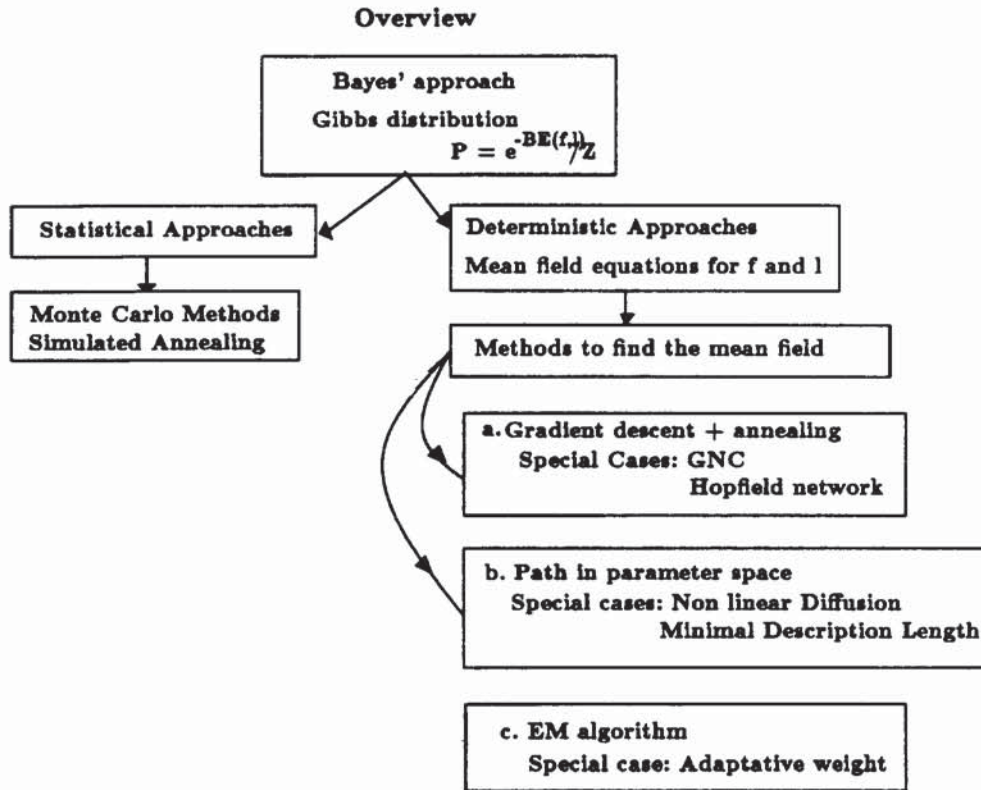 Overview
Bayes' approach
Gibbs distribution
P = e^-BE(f,l)/Z
Statistical Approaches
Monte Carlo Methods
Simulated Annealing
Deterministic Approaches
Mean field equations for f and l
Methods to find the mean field
a. Gradient descent + annealing
Special Cases: GNC
Hopfield network
b. Path in parameter space
Special cases: Non linear Diffusion
Minimal Description Length
c. EM algorithm
Special case: Adaptative weight